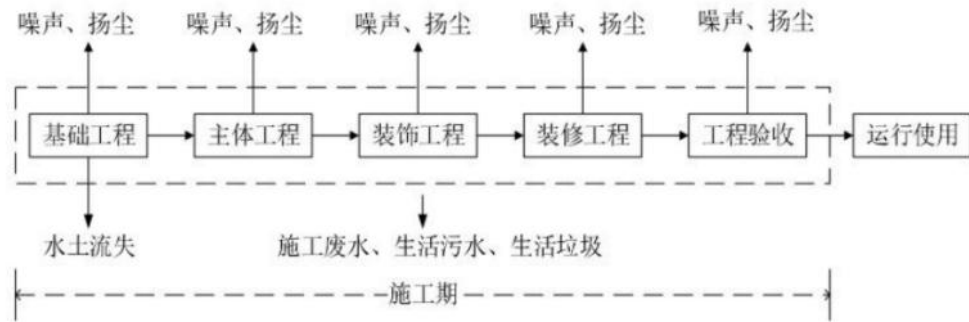 噪声、扬尘 噪声、扬尘 噪声、扬尘 噪声、扬尘 噪声、扬尘
基础工程 主体工程 装饰工程 装修工程 工程验收 运行使用
水土流失 施工废水、生活污水、生活垃圾
施工期